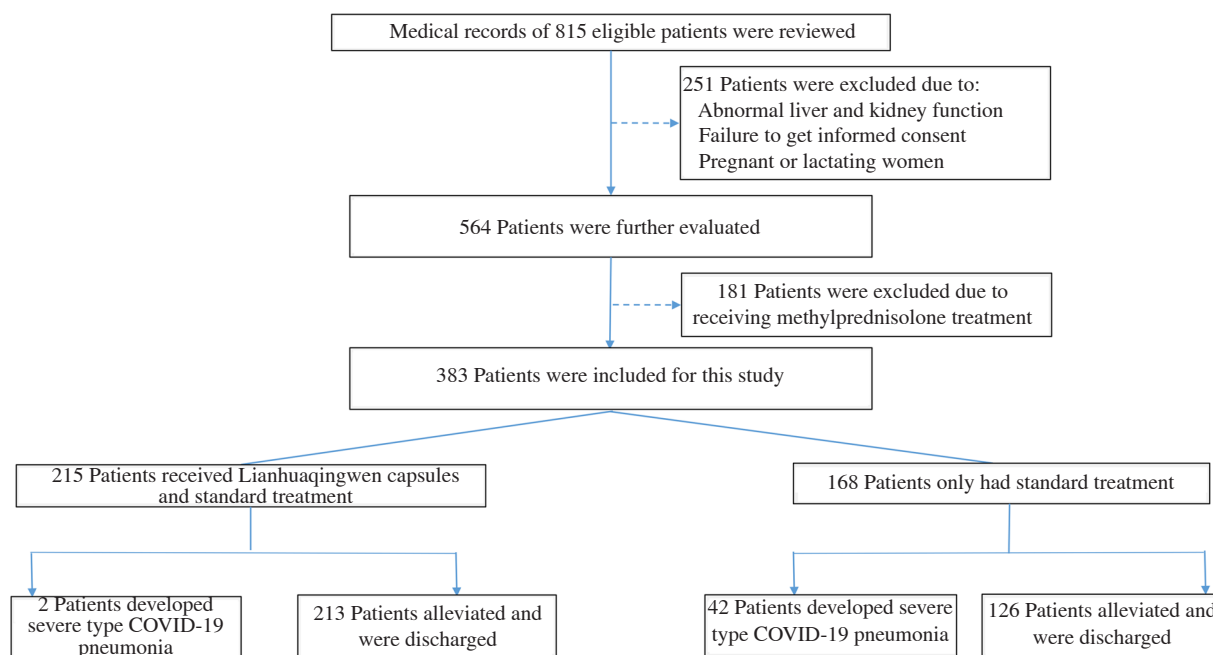 Medical records of 815 eligible patients were reviewed
251 Patients were excluded due to:
Abnormal liver and kidney function
Failure to get informed consent
Pregnant or lactating women
564 Patients were further evaluated
181 Patients were excluded due to
receiving methylprednisolone treatment
383 Patients were included for this study
215 Patients received Lianhuaqingwen capsules
and standard treatment
168 Patients only had standard treatment
2 Patients developed
severe type COVID-19
pneumonia
213 Patients alleviated and
were discharged
42 Patients developed severe
type COVID-19 pneumonia
126 Patients alleviated and
were discharged